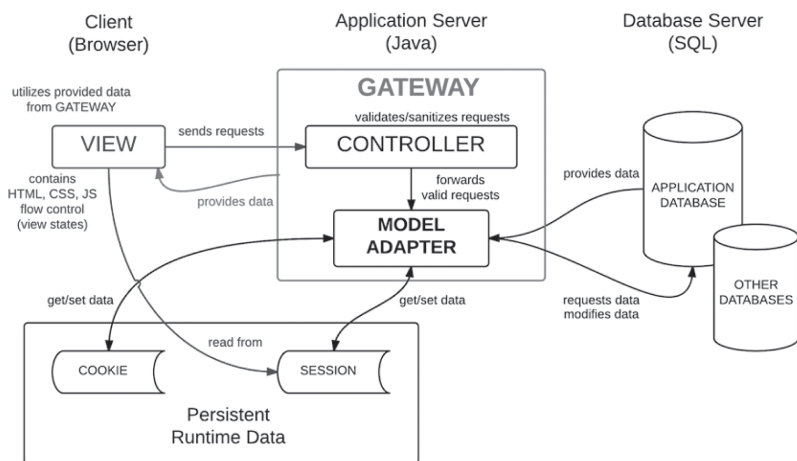 Client
(Browser)
Application Server
(Java)
Database Server
(SQL)
GATEWAY
utilizes provided data
from GATEWAY
validates/sanitizes requests
VIEW
sends requests
CONTROLLER
contains
HTML, CSS, JS
flow control
(view states)
provides data
forwards
valid requests
provides data
APPLICATION
DATABASE
MODEL
ADAPTER
get/set data
get/set data
requests data
modifies data
OTHER
DATABASES
read from
COOKIE
SESSION
Persistent
Runtime Data